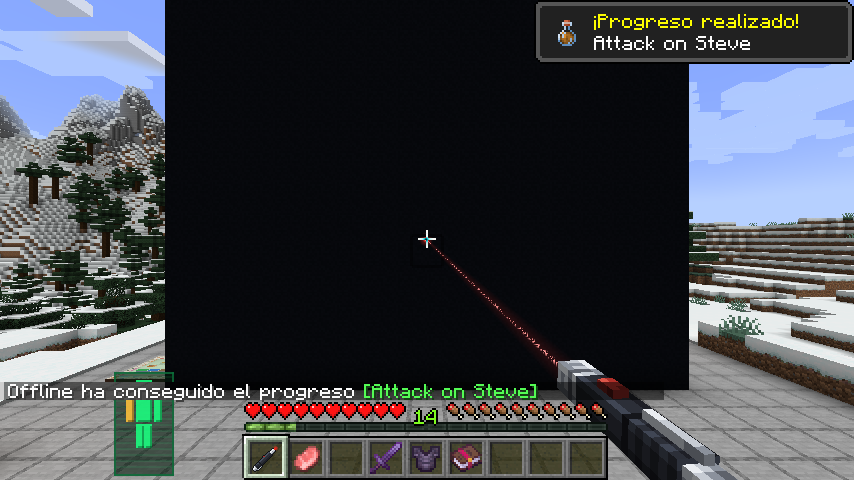 ¡Progreso realizado!
Attack on Steve
Offline ha conseguido el progreso [Attack on Steve]
14